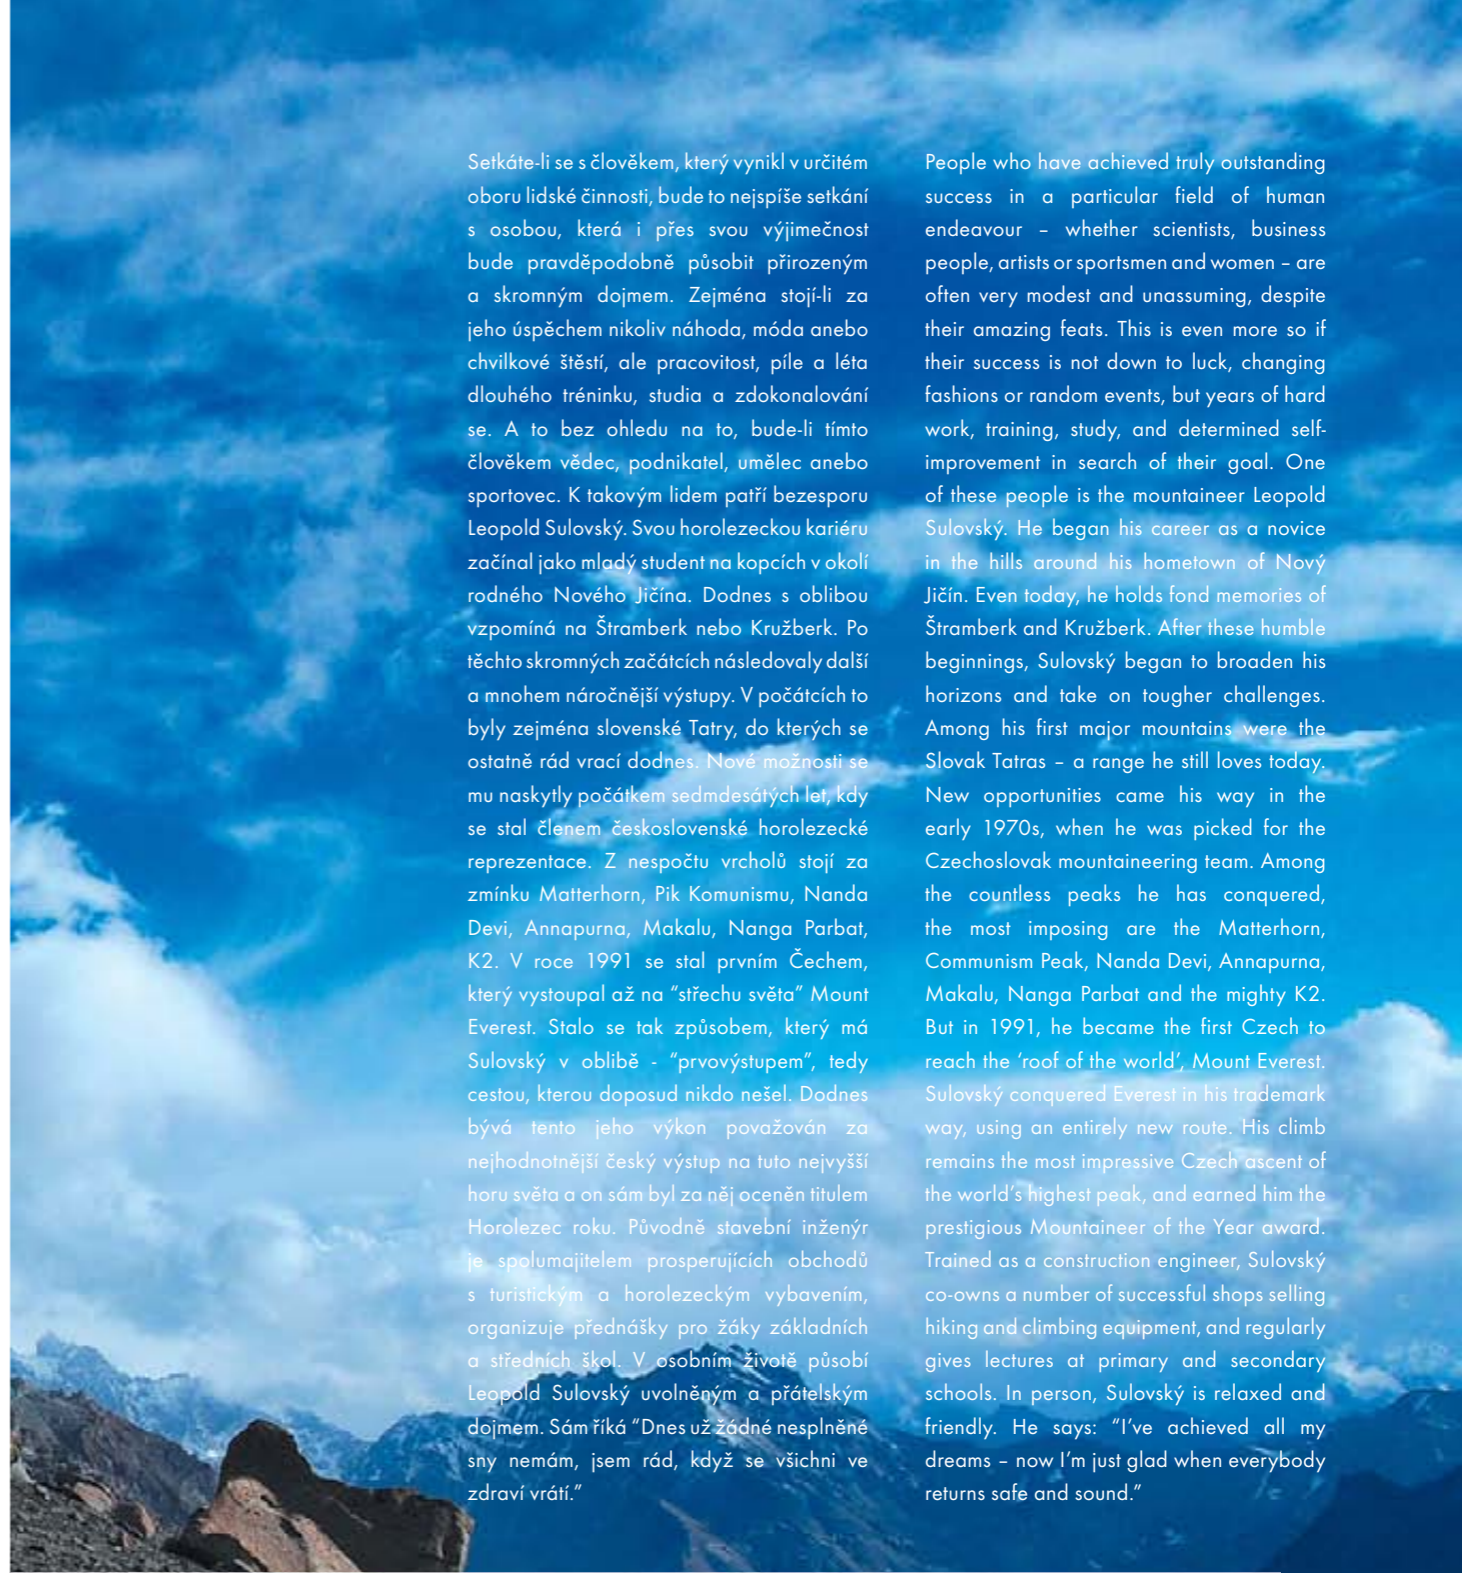 Setkáte-li se s člověkem, který vynikl v určitém
oboru lidské činnosti, bude to nejspíše setkání
s osobou, která i přes svou výjimečnost
bude pravděpodobně působit přirozeným
a skromným dojmem. Zejména stojí-li za
jeho úspěchem nikoliv náhoda, móda anebo
chvilkové štěstí, ale pracovitost, píle a léta
dlouhého tréninku, studia a zdokonalování
se. A to bez ohledu na to, bude-li tímto
člověkem vědec, podnikatel, umělec anebo
sportovec. K takovým lidem patří bezesporu
Leopold Sulovský. Svou horolezeckou kariéru
začínal jako mladý student na kopcích v okolí
rodného Nového Jičína. Dodnes s oblibou
vzpomíná na Štramberk nebo Kružberk. Po
těchto skromných začátcích následovaly další
a mnohem náročnější výstupy. V počátcích to
byly zejména slovenské Tatry, do kterých se
ostatně rád vrací dodnes. Nové možnosti se
mu naskytly počátkem sedmdesátých let, kdy
se stal členem československé horolezecké
reprezentace. Z nespočtu vrcholů stojí za
zmínku Matterhorn, Pik Komunismu, Nanda
Devi, Annapurna, Makalu, Nanga Parbat,
K2. V roce 1991 se stal prvním Čechem,
který vystoupal až na “střechu světa” Mount
Everest. Stalo se tak způsobem, který má
Sulovský v oblibě - “prvovýstupem”, tedy
cestou, kterou doposud nikdo nešel. Dodnes
bývá tento jeho výkon považován za
nejhodnotnější český výstup na tuto nejvyšší
horu světa a on sám byl za něj oceněn titulem
Horolezec roku. Původně stavební inženýr
je spolumajitelem prosperujících obchodů
s turistickým a horolezeckým vybavením,
organizuje přednášky pro žáky základních
a středních škol. V osobním životě působí
Leopold Sulovský uvolněným a přátelským
dojmem. Sám říká “Dnes už žádné nesplněné
sny nemám, jsem rád, když se všichni ve
zdraví vrátí.”
People who have achieved truly outstanding
success in a particular field of human
endeavour – whether scientists, business
people, artists or sportsmen and women – are
often very modest and unassuming, despite
their amazing feats. This is even more so if
their success is not down to luck, changing
fashions or random events, but years of hard
work, training, study, and determined self-
improvement in search of their goal. One
of these people is the mountaineer Leopold
Sulovský. He began his career as a novice
in the hills around his hometown of Nový
Jičín. Even today, he holds fond memories of
Štramberk and Kružberk. After these humble
beginnings, Sulovský began to broaden his
horizons and take on tougher challenges.
Among his first major mountains were the
Slovak Tatras – a range he still loves today.
New opportunities came his way in the
early 1970s, when he was picked for the
Czechoslovak mountaineering team. Among
the countless peaks he has conquered,
the most imposing are the Matterhorn,
Communism Peak, Nanda Devi, Annapurna,
Makalu, Nanga Parbat and the mighty K2.
But in 1991, he became the first Czech to
reach the ‘roof of the world’, Mount Everest.
Sulovský conquered Everest in his trademark
way, using an entirely new route. His climb
remains the most impressive Czech ascent of
the world’s highest peak, and earned him the
prestigious Mountaineer of the Year award.
Trained as a construction engineer, Sulovský
co-owns a number of successful shops selling
hiking and climbing equipment, and regularly
gives lectures at primary and secondary
schools. In person, Sulovský is relaxed and
friendly. He says: “I’ve achieved all my
dreams – now I’m just glad when everybody
returns safe and sound.”